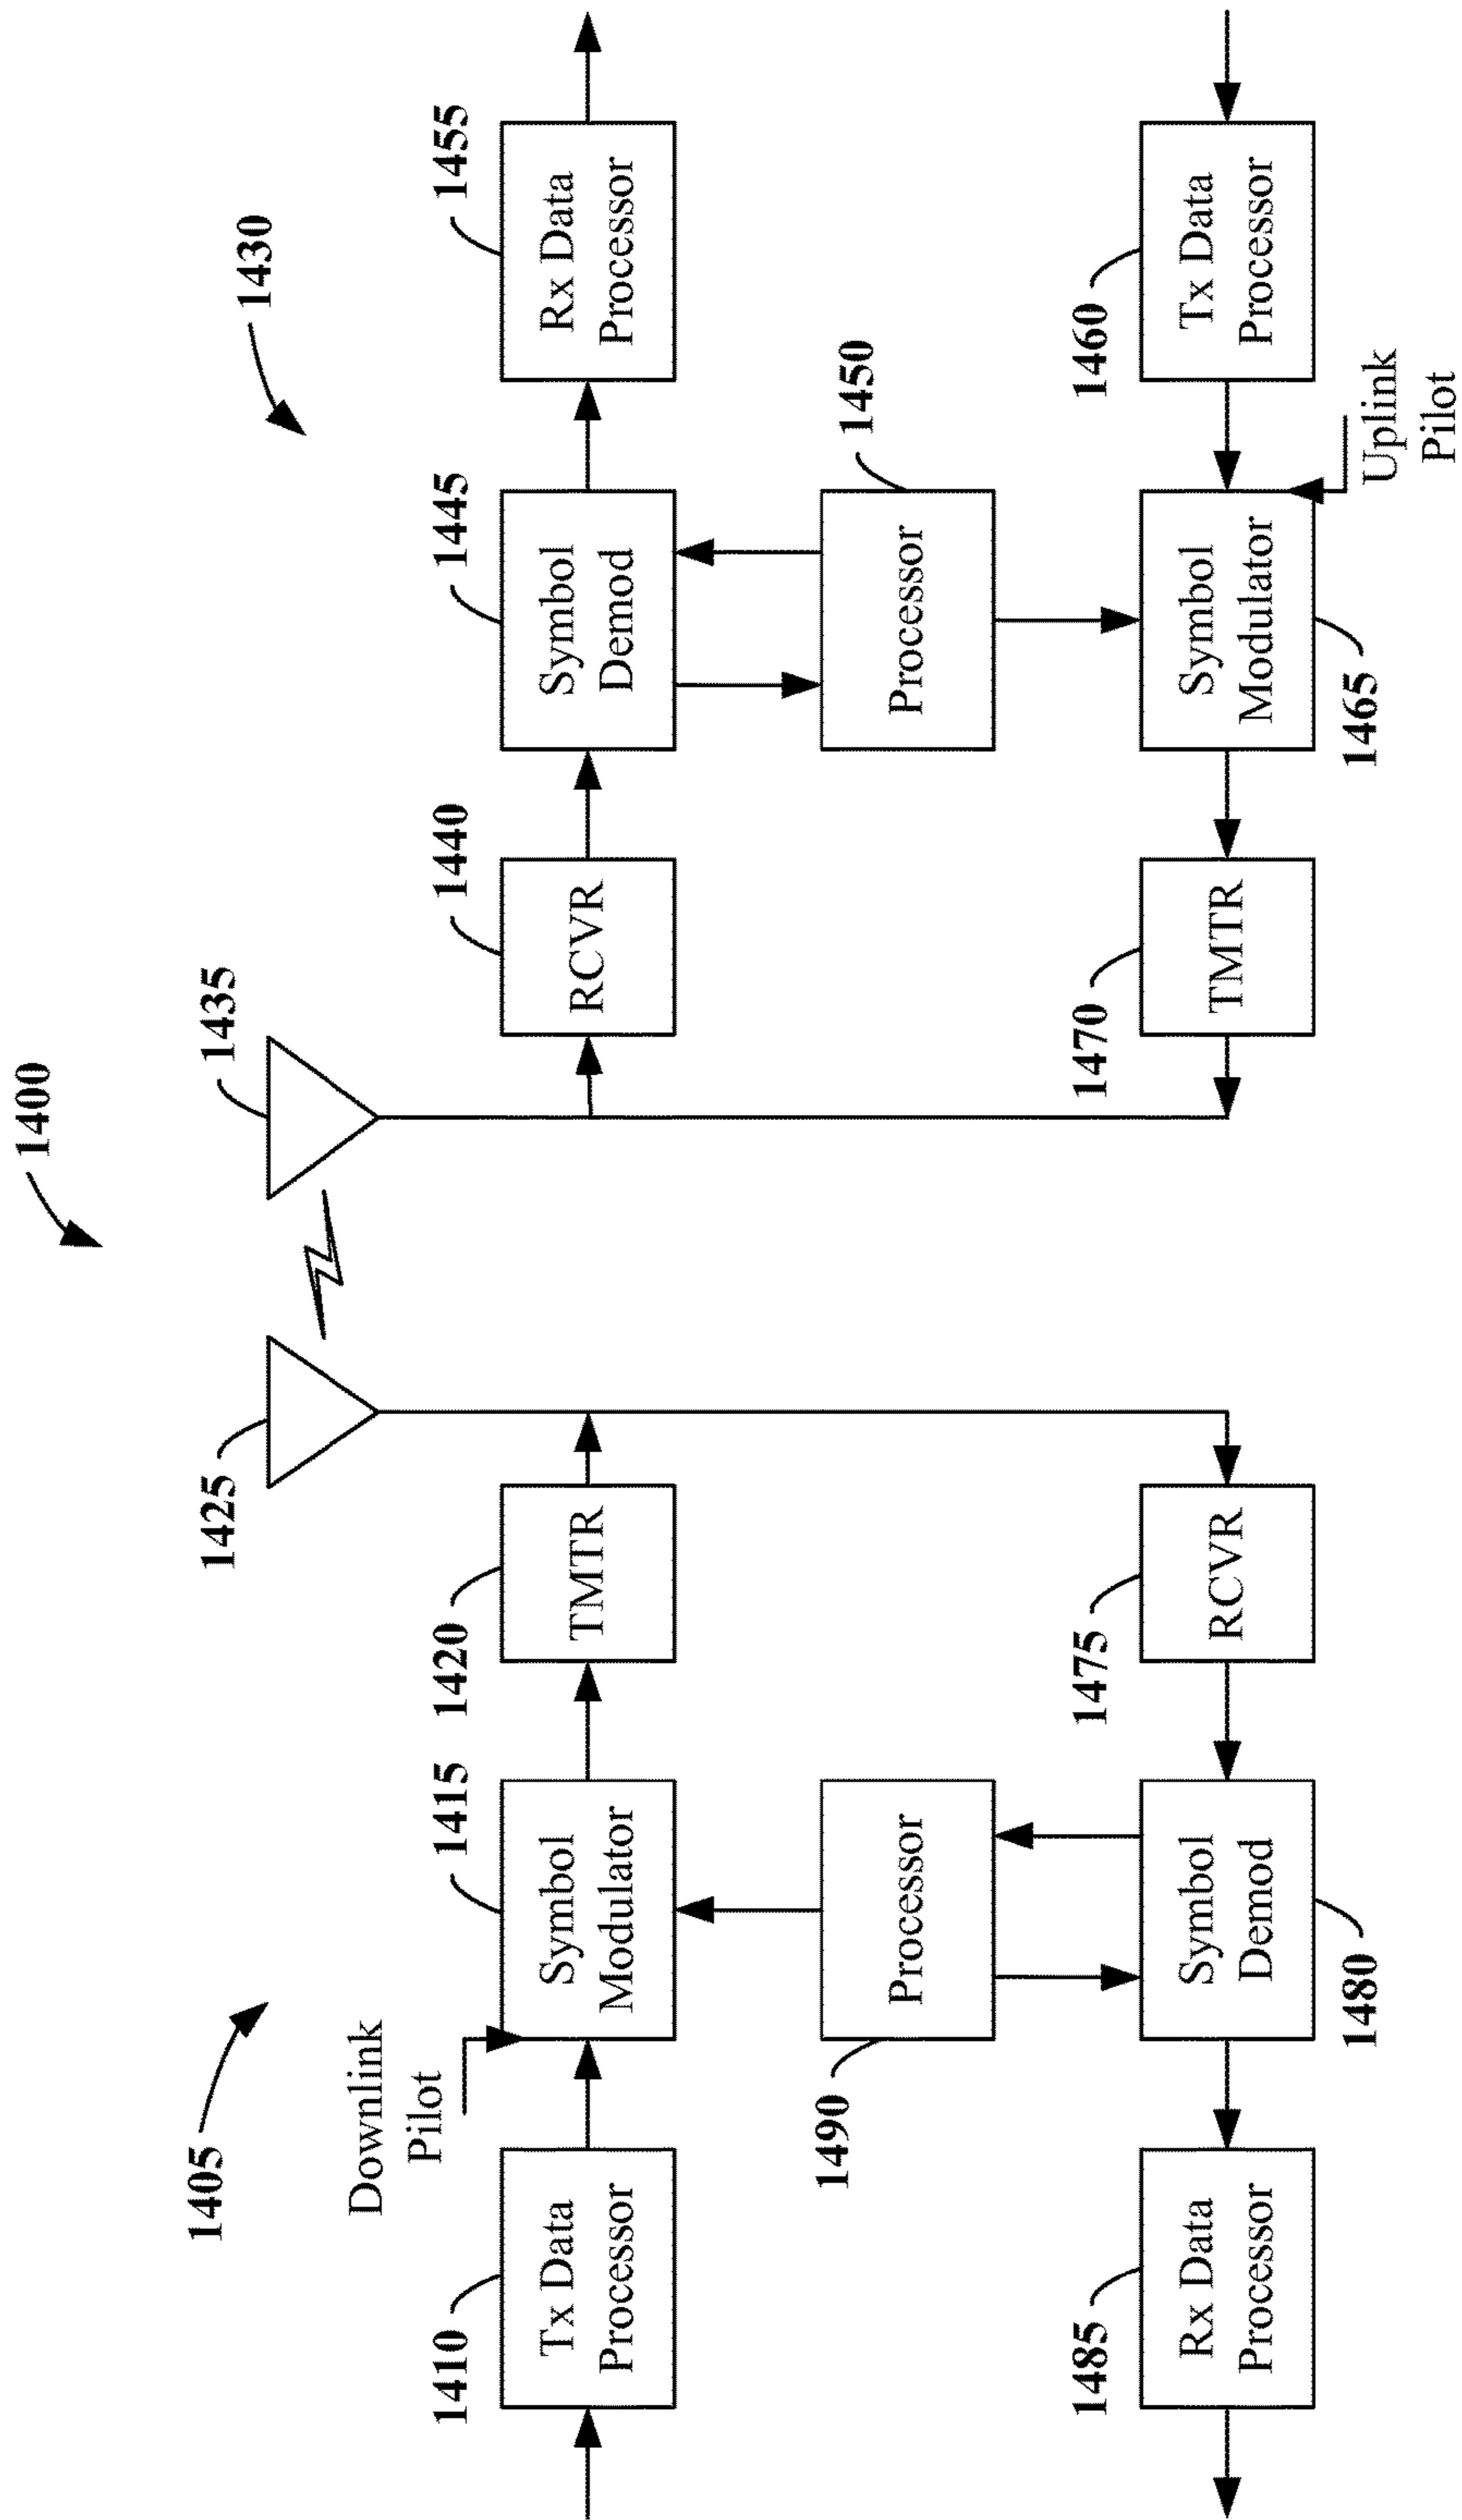 1400
1405
1430
1425
1435
Downlink
Pilot
1410
Tx Data
Processor
1415
Symbol
Modulator
1420
TMTR
1440
RCVR
1445
Symbol
Demod
1455
Rx Data
Processor
1490
Processor
1450
Processor
1485
Rx Data
Processor
1480
Symbol
Demod
1475
RCVR
1470
TMTR
1465
Symbol
Modulator
1460
Tx Data
Processor
Uplink
Pilot